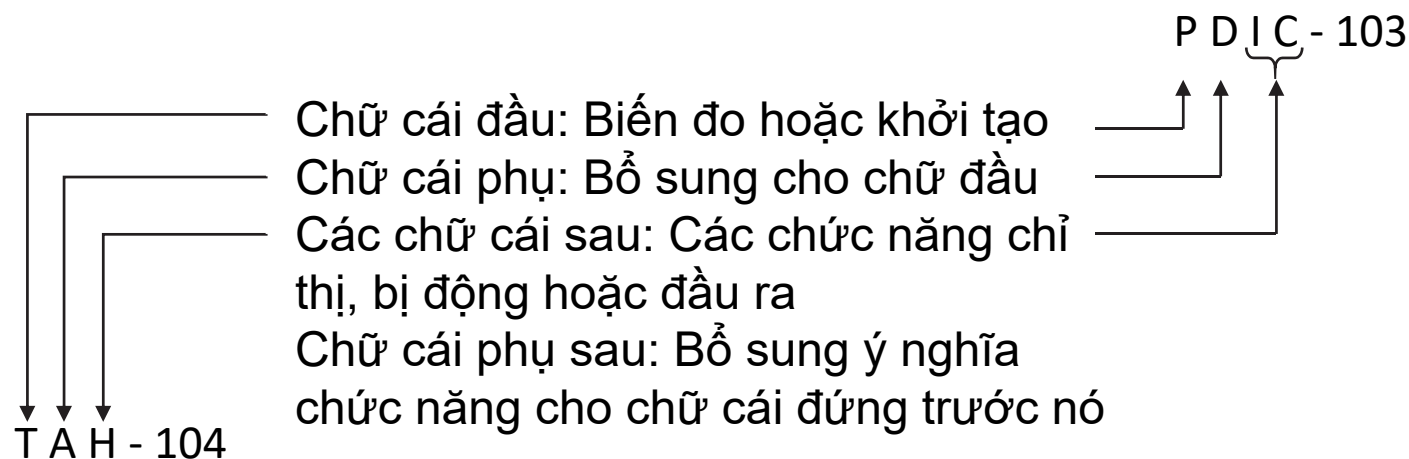 P D I C - 103
Chữ cái đầu: Biến đo hoặc khởi tạo
Chữ cái phụ: Bổ sung cho chữ đầu
Các chữ cái sau: Các chức năng chỉ
thị, bị động hoặc đầu ra
Chữ cái phụ sau: Bổ sung ý nghĩa
chức năng cho chữ cái đứng trước nó
T A H - 104